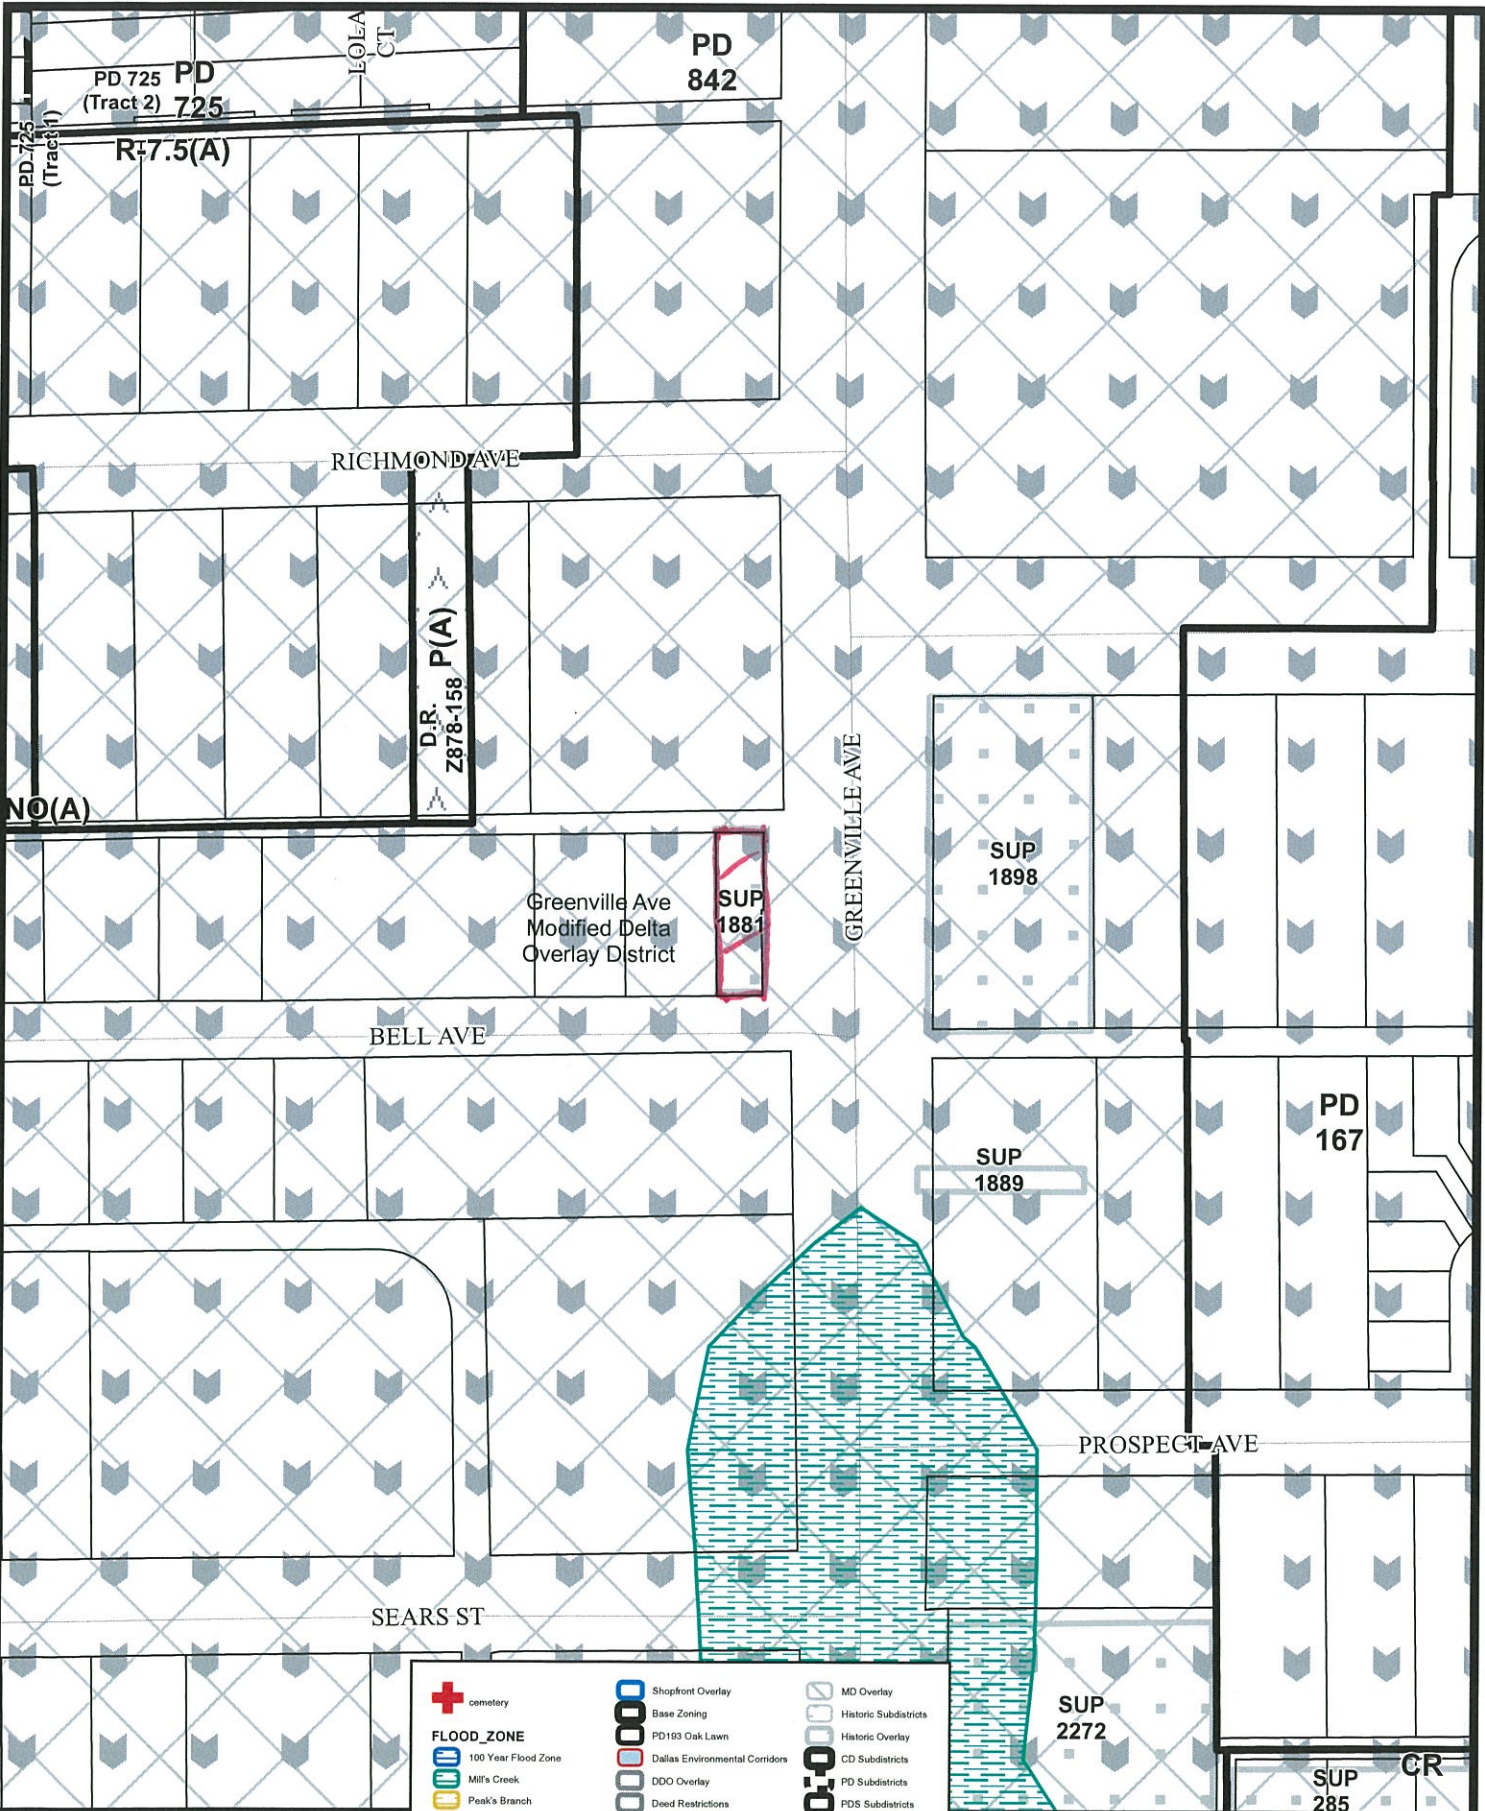 LOLA
CT
PD
842
PD 725
(Tract 2)
PD
725
PD 725
(Tract 1)
R-7.5(A)
RICHMOND AVE
D.R.
Z878-158
P(A)
NO(A)
GREENVILLE AVE
SUP
1898
Greenville Ave
Modified Delta
Overlay District
SUP
1881
BELL AVE
PD
167
SUP
1889
PROSPECT AVE
SEARS ST
SUP
2272
CR
SUP
285
cemetery
FLOOD_ZONE
100 Year Flood Zone
Mill's Creek
Peak's Branch
Shopfront Overlay
Base Zoning
PD193 Oak Lawn
Dallas Environmental Corridors
DDO Overlay
Deed Restrictions
MD Overlay
Historic Subdistricts
Historic Overlay
CD Subdistricts
PD Subdistricts
PDS Subdistricts